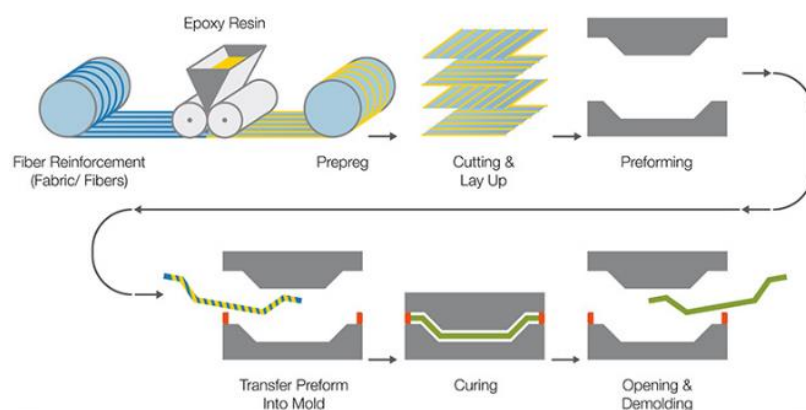 Epoxy Resin
Fiber Reinforcement
(Fabric/ Fibers)
Prepreg
Cutting &
Lay Up
Preforming
Transfer Preform
Into Mold
Curing
Opening &
Demolding